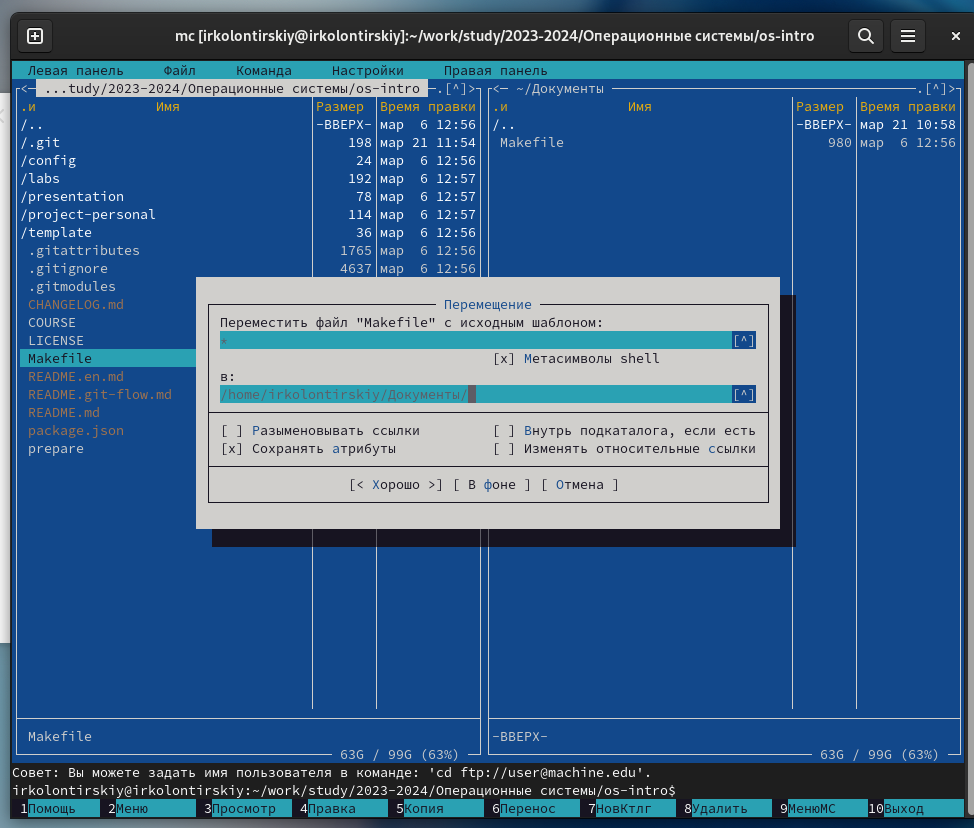 mc [irkolontirskiy@irkolontirskiy]:~/work/study/2023-2024/Операционные системы/os-intro
Левая панель Файл Команда Настройки Правая панель
<─ ...tudy/2023-2024/Операционные системы/os-intro ─.[^]> <─ ~/Документы .[^]>
.и Имя Размер Время правки .и Имя Размер Время правки
/.. -ВВЕРХ- мар 6 12:56 /.. -ВВЕРХ- мар 21 10:58
/.git 198 мар 21 11:54 Makefile 980 мар 6 12:56
/config 24 мар 6 12:56
/labs 192 мар 6 12:57
/presentation 78 мар 6 12:57
/project-personal 114 мар 6 12:57
/template 36 мар 6 12:56
.gitattributes 1765 мар 6 12:56
.gitignore 4637 мар 6 12:56
.gitmodules
CHANGELOG.md
COURSE
LICENSE
Makefile
README.en.md
README.git-flow.md
README.md
package.json
prepare
Перемещение
Переместить файл "Makefile" с исходным шаблоном:
* [^]
[x] Метасимволы shell
в:
/home/irkolontirskiy/Документы/ [^]
[ ] Разыменовывать ссылки [ ] Внутрь подкаталога, если есть
[x] Сохранять атрибуты [ ] Изменять относительные ссылки
[< Хорошо >] [ В фоне ] [ Отмена ]
Makefile -ВВЕРХ-
63G / 99G (63%) 63G / 99G (63%)
Совет: Вы можете задать имя пользователя в команде: 'cd ftp://user@machine.edu'.
irkolontirskiy@irkolontirskiy:~/work/study/2023-2024/Операционные системы/os-intro$
1Помощь 2Меню 3Просмотр 4Правка 5Копия 6Перенос 7НовКтлг 8Удалить 9МенюMC 10Выход